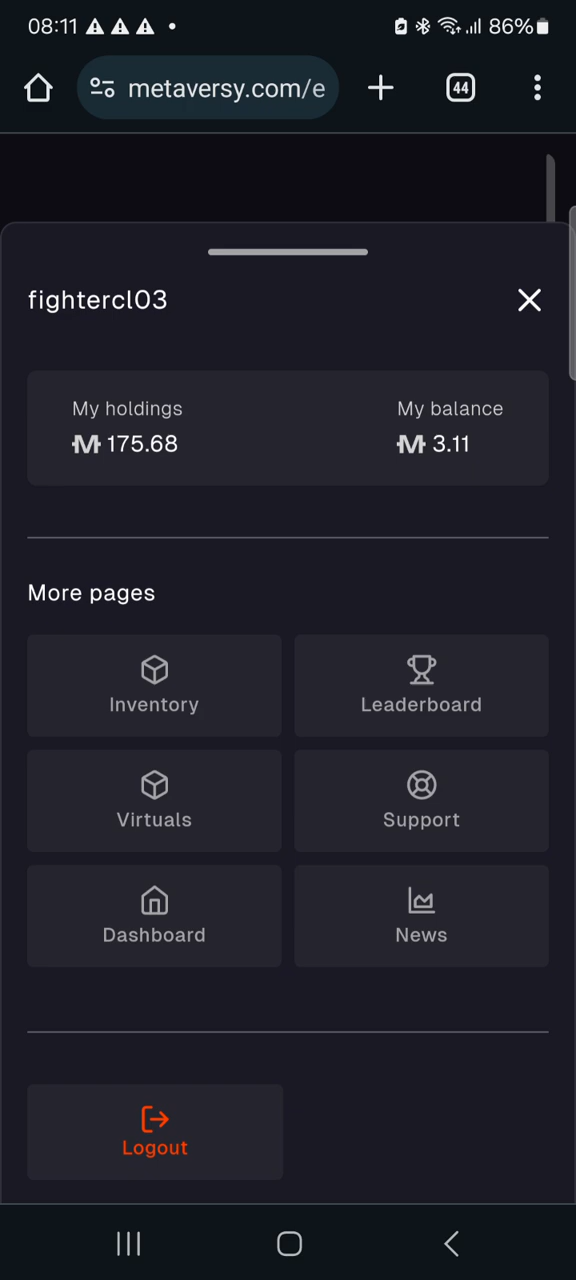 08:11 86%
metaversy.com/e 44
fightercl03
My holdings My balance
175.68 3.11
More pages
Inventory Leaderboard
Virtuals Support
Dashboard News
Logout